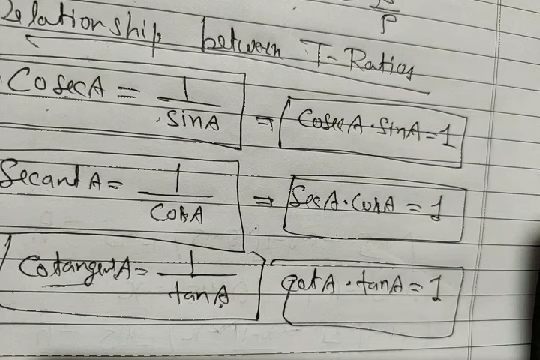 Relationship between T-Ratios
CosecA = 1/sinA ⇒ CosecA · sinA = 1
Secant A = 1/CosA ⇒ SecA · CosA = 1
CotangentA = 1/tanA CotA · tanA = 1